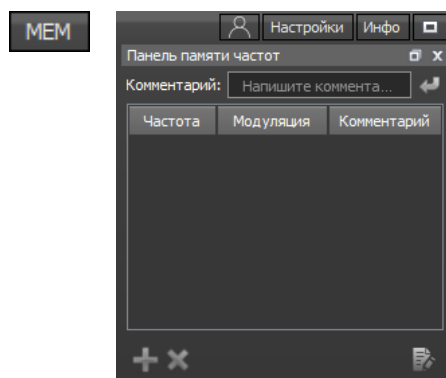 MEM
Настройки Инфо
Панель памяти частот
Комментарий: Напишите коммента...
Частота Модуляция Комментарий